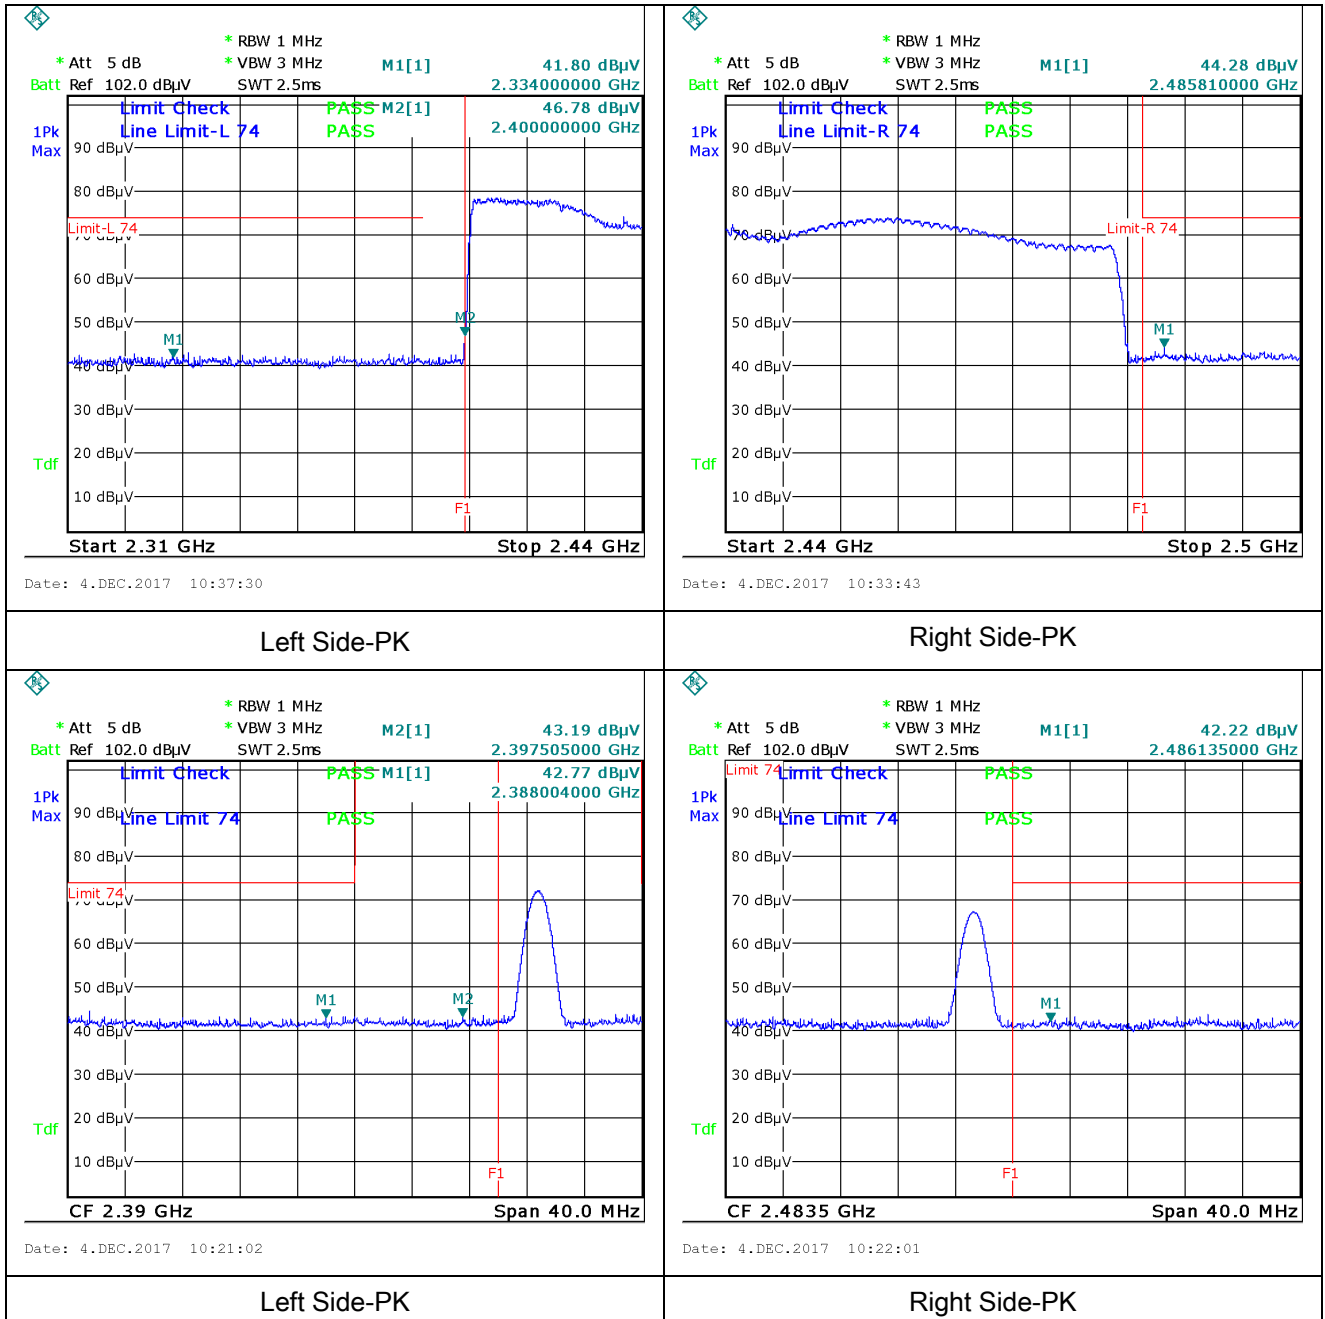 * RBW 1 MHz
* Att 5 dB * VBW 3 MHz M1[1] 41.80 dBµV
Batt Ref 102.0 dBµV SWT 2.5ms 2.334000000 GHz
Limit Check PASS M2[1] 46.78 dBµV
2.400000000 GHz
1Pk Line Limit-L 74 PASS
Max
90 dBµV
80 dBµV
Limit-L 74
70 dBµV
60 dBµV
50 dBµV
M2
M1
40 dBµV
30 dBµV
20 dBµV
Tdf
10 dBµV
F1
Start 2.31 GHz Stop 2.44 GHz
Date: 4.DEC.2017 10:37:30
Left Side-PK
* RBW 1 MHz
* Att 5 dB * VBW 3 MHz M1[1] 44.28 dBµV
Batt Ref 102.0 dBµV SWT 2.5ms 2.485810000 GHz
Limit Check PASS
1Pk Line Limit-R 74 PASS
Max
90 dBµV
80 dBµV
70 dBµV
Limit-R 74
60 dBµV
50 dBµV
M1
40 dBµV
30 dBµV
20 dBµV
Tdf
10 dBµV
F1
Start 2.44 GHz Stop 2.5 GHz
Date: 4.DEC.2017 10:33:43
Right Side-PK
* RBW 1 MHz
* Att 5 dB * VBW 3 MHz M2[1] 43.19 dBµV
Batt Ref 102.0 dBµV SWT 2.5ms 2.397505000 GHz
Limit Check PASS M1[1] 42.77 dBµV
2.388004000 GHz
1Pk
Max
90 dBµV
Line Limit 74 PASS
80 dBµV
Limit 74
70 dBµV
60 dBµV
50 dBµV
M1 M2
40 dBµV
30 dBµV
20 dBµV
Tdf
10 dBµV
F1
CF 2.39 GHz Span 40.0 MHz
Date: 4.DEC.2017 10:21:02
Left Side-PK
* RBW 1 MHz
* Att 5 dB * VBW 3 MHz M1[1] 42.22 dBµV
Batt Ref 102.0 dBµV SWT 2.5ms 2.486135000 GHz
Limit 74 Limit Check PASS
1Pk
Max
90 dBµV
Line Limit 74 PASS
80 dBµV
70 dBµV
60 dBµV
50 dBµV
M1
40 dBµV
30 dBµV
20 dBµV
Tdf
10 dBµV
F1
CF 2.4835 GHz Span 40.0 MHz
Date: 4.DEC.2017 10:22:01
Right Side-PK